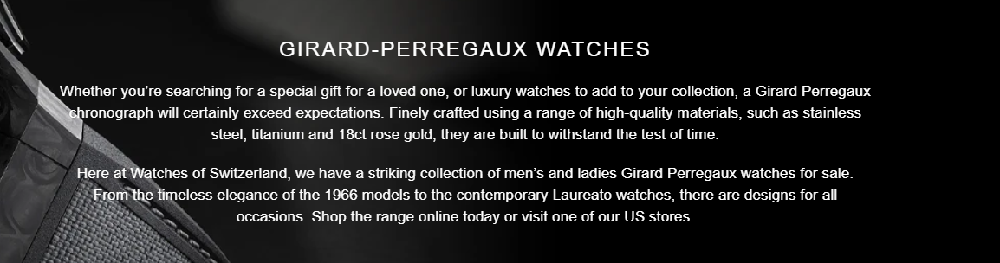 GIRARD-PERREGAUX WATCHES
Whether you’re searching for a special gift for a loved one, or luxury watches to add to your collection, a Girard Perregaux
chronograph will certainly exceed expectations. Finely crafted using a range of high-quality materials, such as stainless
steel, titanium and 18ct rose gold, they are built to withstand the test of time.
Here at Watches of Switzerland, we have a striking collection of men’s and ladies Girard Perregaux watches for sale.
From the timeless elegance of the 1966 models to the contemporary Laureato watches, there are designs for all
occasions. Shop the range online today or visit one of our US stores.